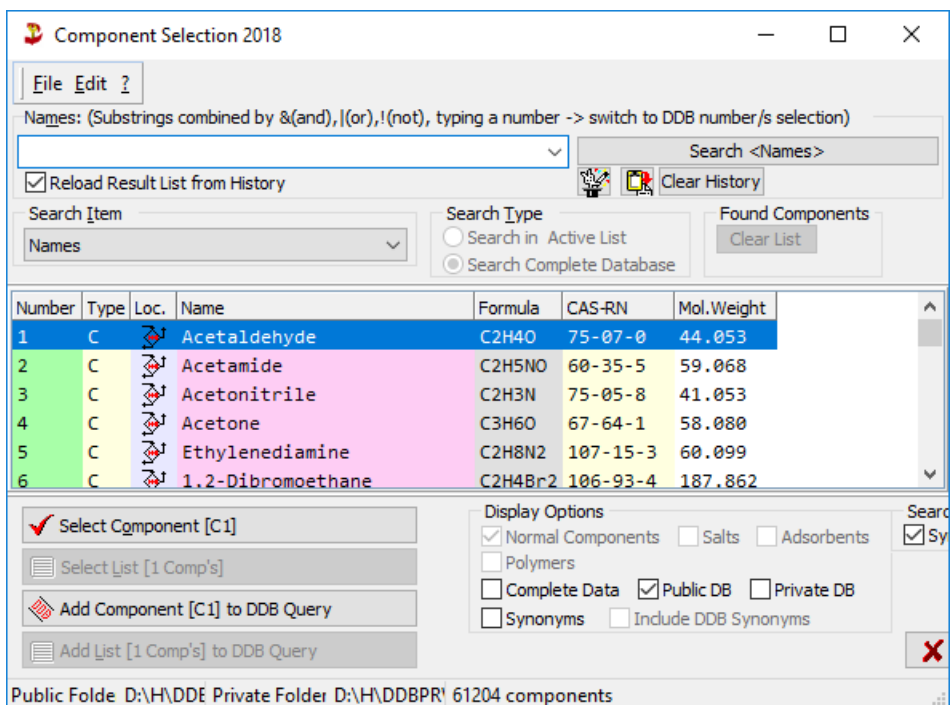 Component Selection 2018
File Edit ?
Names: (Substrings combined by &(and),|(or),!(not), typing a number -> switch to DDB number/s selection)
Search <Names>
Reload Result List from History
Clear History
Search Item
Search Type
Found Components
Names
Search in Active List
Clear List
Search Complete Database
Number Type Loc. Name Formula CAS-RN Mol.Weight
1 C Acetaldehyde C2H4O 75-07-0 44.053
2 C Acetamide C2H5NO 60-35-5 59.068
3 C Acetonitrile C2H3N 75-05-8 41.053
4 C Acetone C3H6O 67-64-1 58.080
5 C Ethylenediamine C2H8N2 107-15-3 60.099
6 C 1,2-Dibromoethane C2H4Br2 106-93-4 187.862
Select Component [C1]
Select List [1 Comp's]
Add Component [C1] to DDB Query
Add List [1 Comp's] to DDB Query
Display Options
Normal Components Salts Adsorbents
Polymers
Complete Data Public DB Private DB
Synonyms Include DDB Synonyms
Searc
Sy
Public Folde D:\H\DDE Private Folder D:\H\DDBPR\ 61204 components